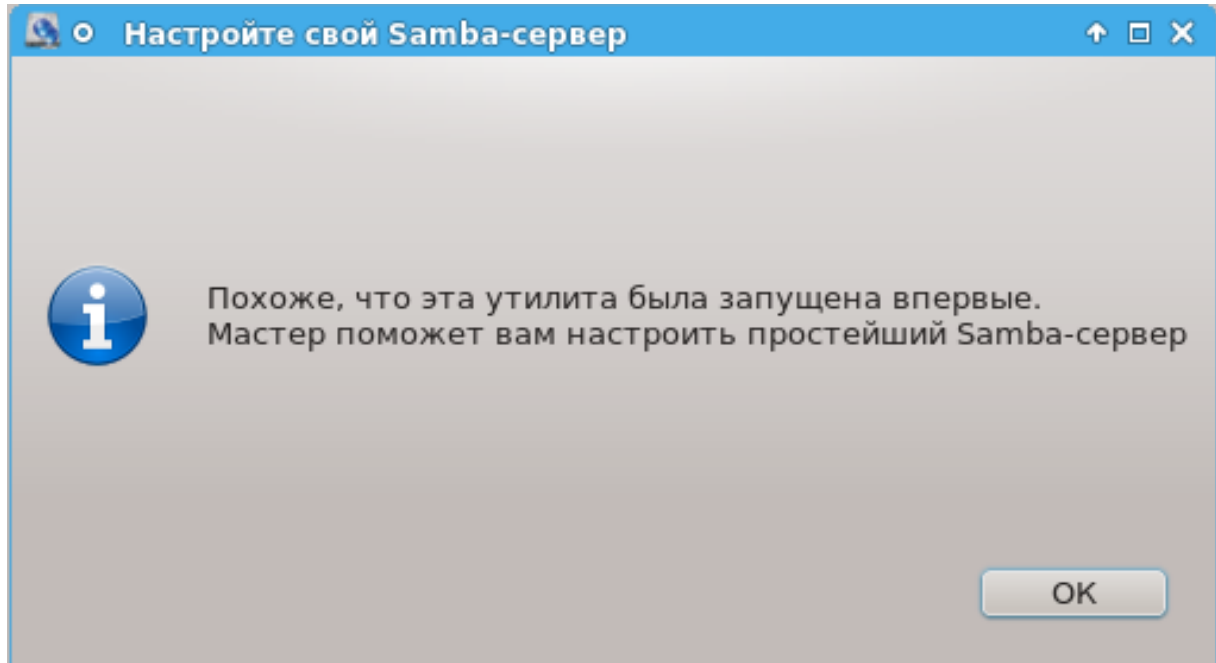 Настройте свой Samba-сервер
Похоже, что эта утилита была запущена впервые.
Мастер поможет вам настроить простейший Samba-сервер
OK